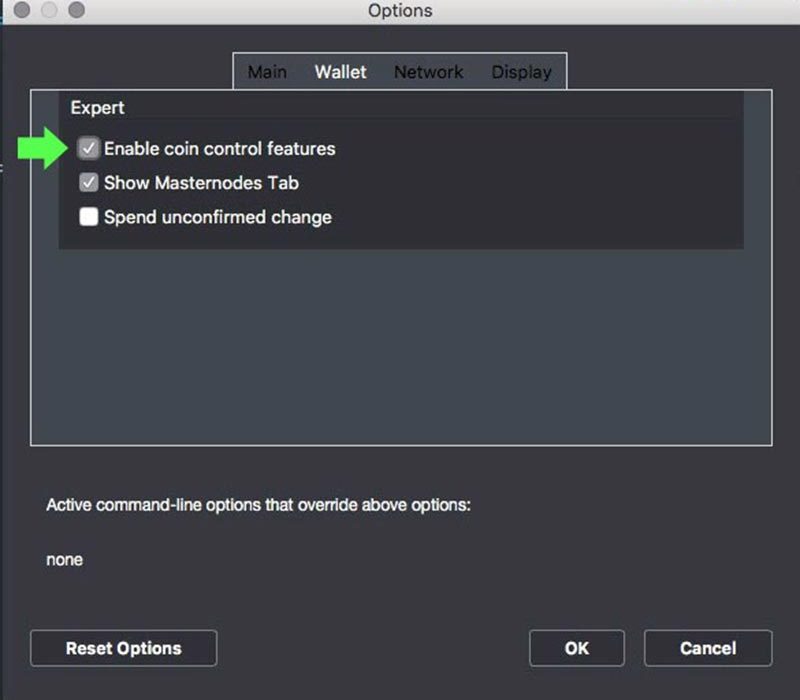 Options
Main Wallet Network Display
Expert
Enable coin control features
Show Masternodes Tab
Spend unconfirmed change
Active command-line options that override above options:
none
Reset Options OK Cancel